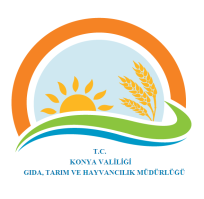 T.C.
KONYA VALİLİĞİ
GIDA, TARIM VE HAYVANCILIK MÜDÜRLÜĞÜ